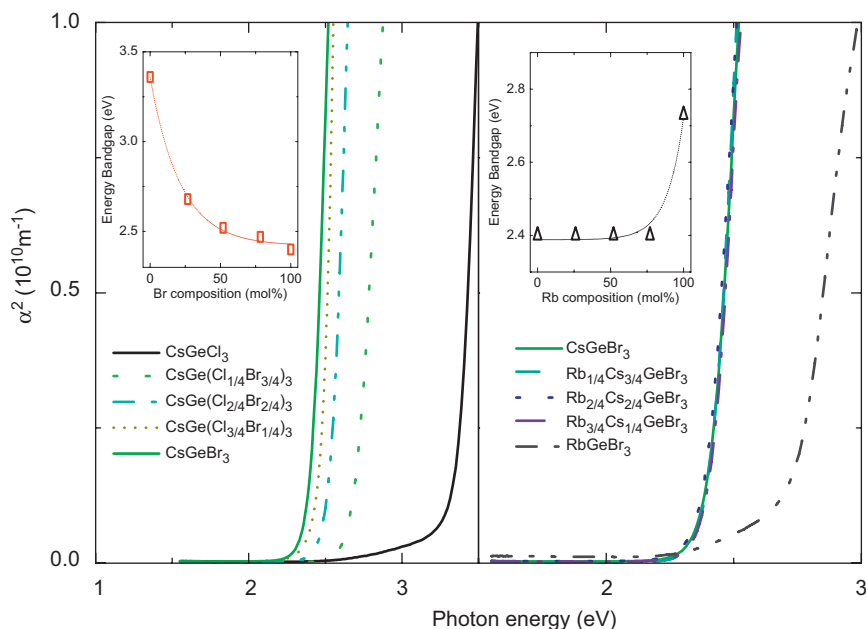 α² (10¹⁰m⁻¹)
1.0
0.5
0.0
1
2
3
2
3
Photon energy (eV)
Energy Bandgap (eV)
3.5
3.0
2.5
0
50
100
Br composition (mol%)
CsGeCl₃
CsGe(Cl₁/₄Br₃/₄)₃
CsGe(Cl₂/₄Br₂/₄)₃
CsGe(Cl₃/₄Br₁/₄)₃
CsGeBr₃
Energy Bandgap (eV)
2.8
2.6
2.4
0
50
100
Rb composition (mol%)
CsGeBr₃
Rb₁/₄Cs₃/₄GeBr₃
Rb₂/₄Cs₂/₄GeBr₃
Rb₃/₄Cs₁/₄GeBr₃
RbGeBr₃